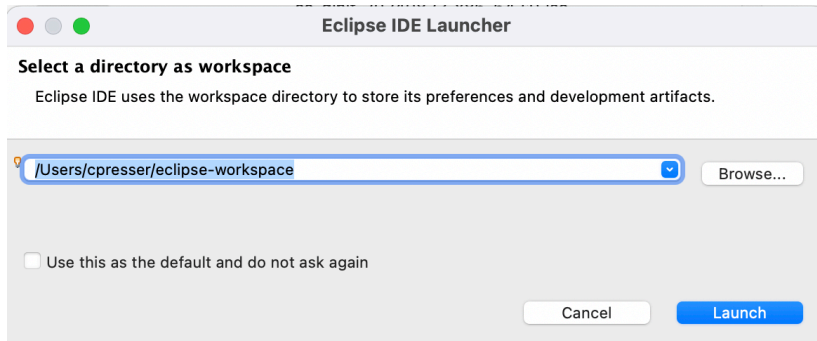 Eclipse IDE Launcher
Select a directory as workspace
Eclipse IDE uses the workspace directory to store its preferences and development artifacts.
/Users/cpresser/eclipse-workspace
Browse...
Use this as the default and do not ask again
Cancel
Launch